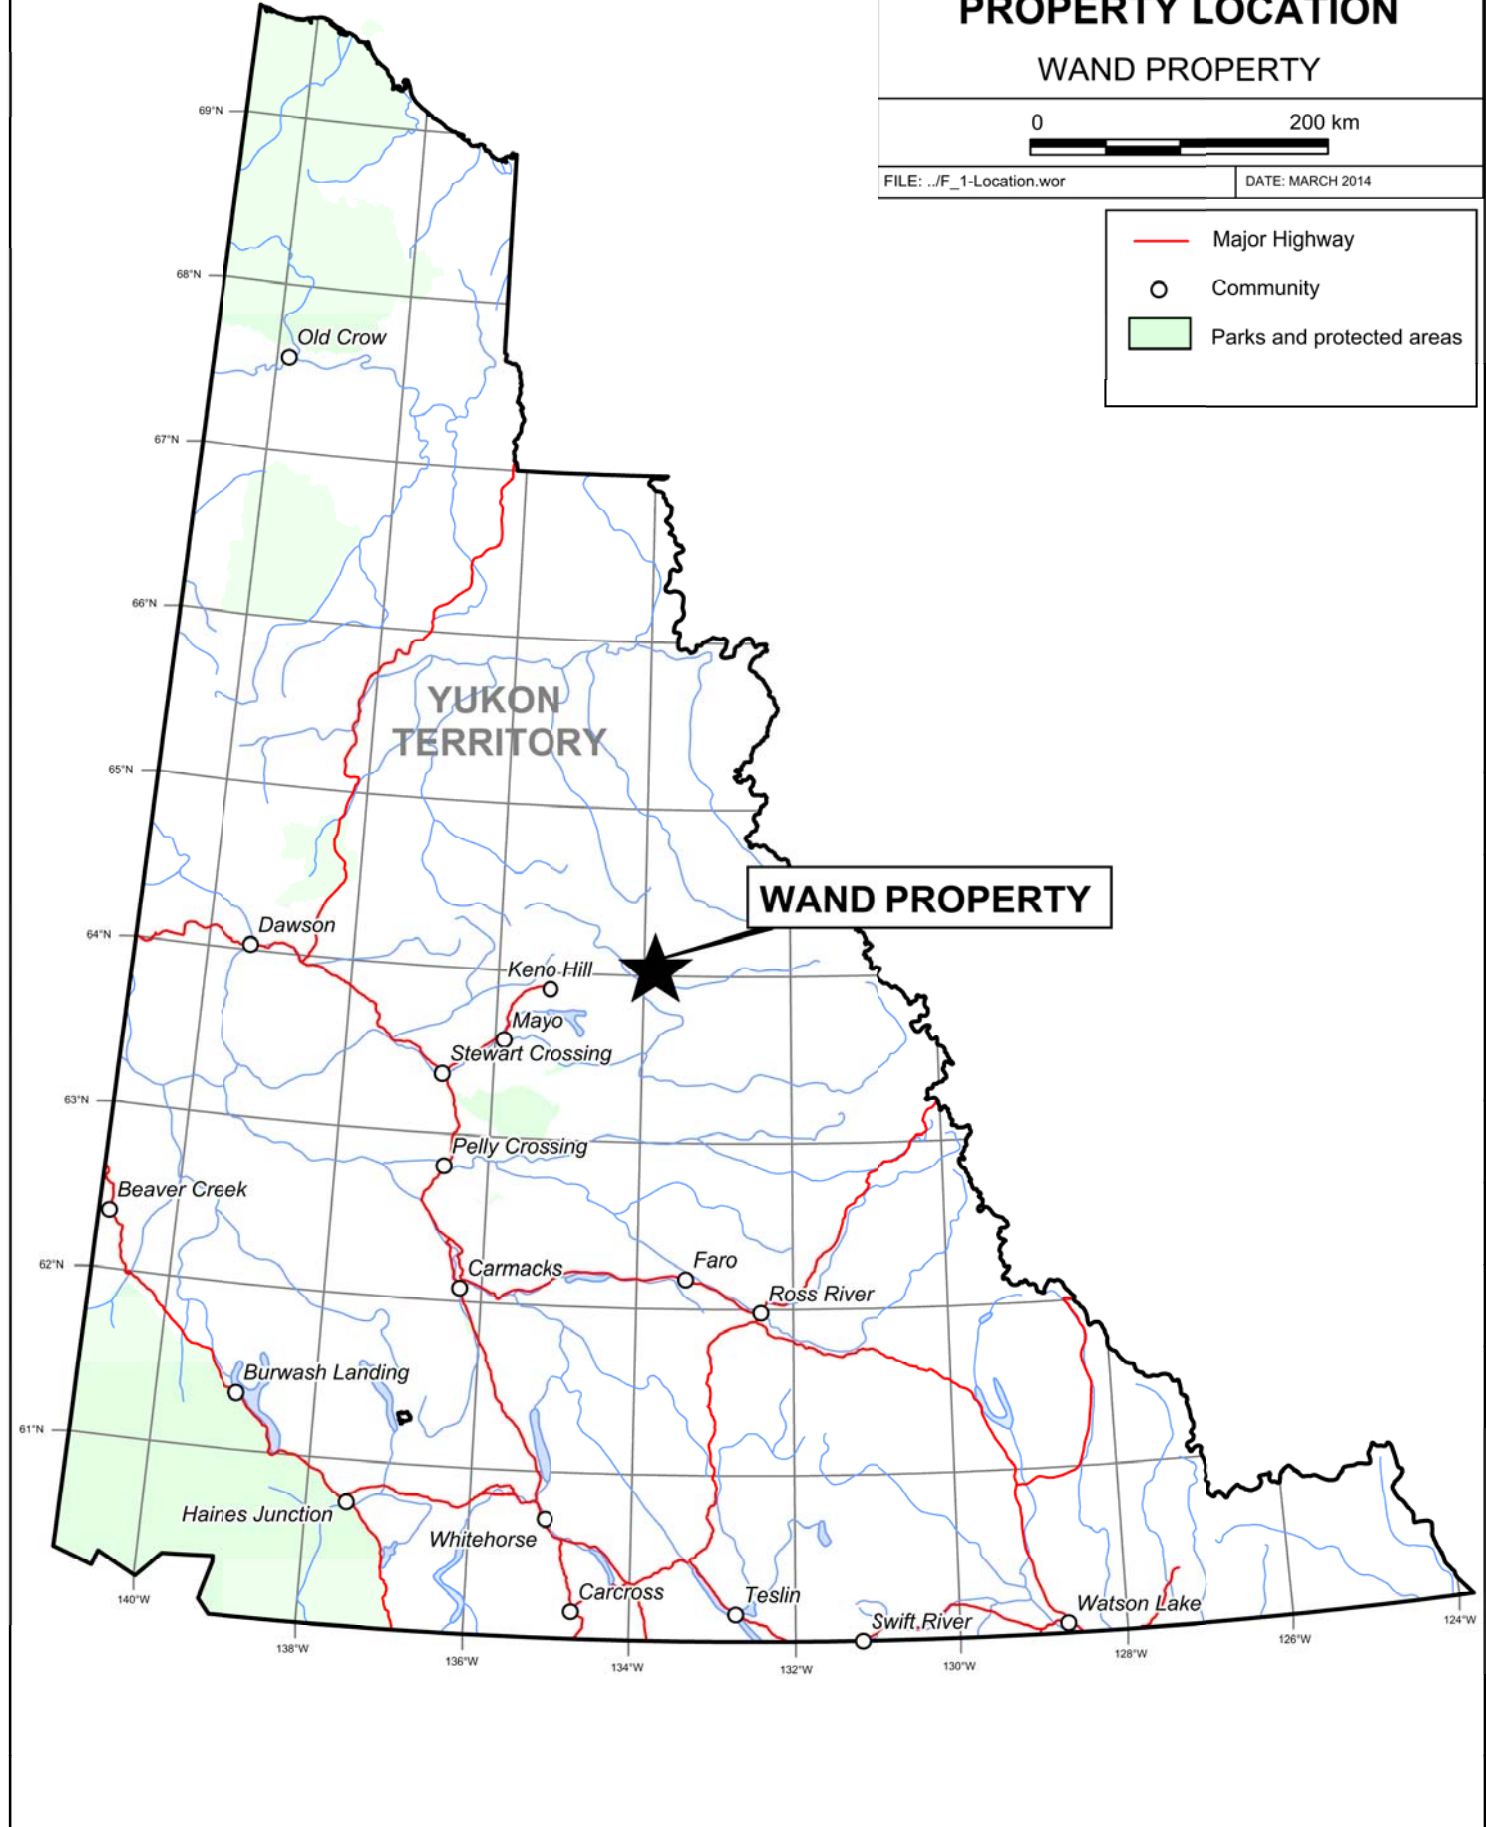 PROPERTY LOCATION
WAND PROPERTY
0 200 km
FILE: ../F_1-Location.wor
DATE: MARCH 2014
Major Highway
Community
Parks and protected areas
69°N
68°N
Old Crow
67°N
66°N
YUKON
TERRITORY
65°N
WAND PROPERTY
64°N
Dawson
Keno Hill
Mayo
Stewart Crossing
63°N
Pelly Crossing
Beaver Creek
62°N
Carmacks
Faro
Ross River
Burwash Landing
61°N
Haines Junction
Whitehorse
Carcross
Teslin
Swift River
Watson Lake
140°W
138°W
136°W
134°W
132°W
130°W
128°W
126°W
124°W